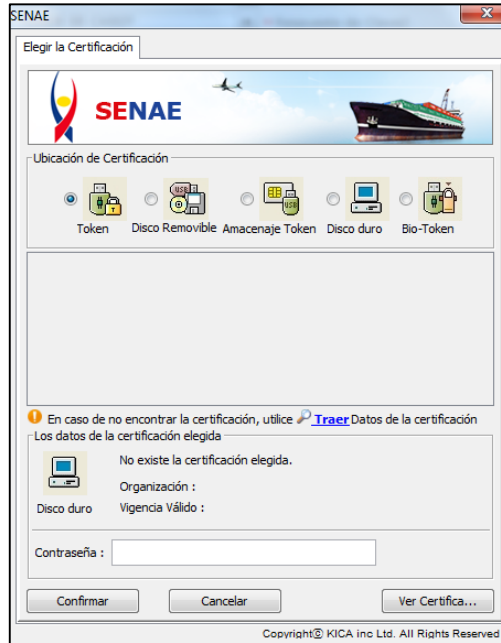 SENAE
Elegir la Certificación
SENAE
Ubicación de Certificación
Token
Disco Removible
Amacenaje Token
Disco duro
Bio-Token
En caso de no encontrar la certificación, utilice Traer Datos de la certificación
Los datos de la certificación elegida
No existe la certificación elegida.
Organización :
Disco duro
Vigencia Válido :
Contraseña :
Confirmar
Cancelar
Ver Certifica...
Copyrightⓒ KICA inc Ltd. All Rights Reserved